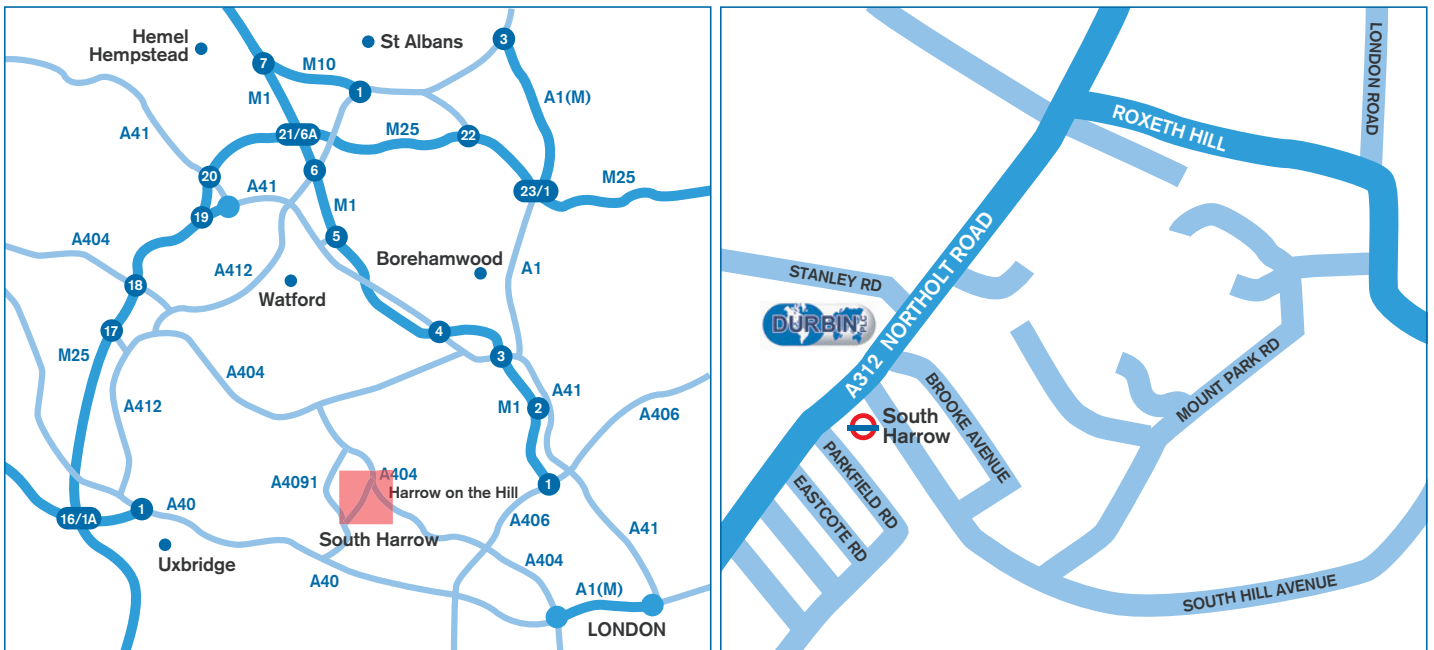 Hemel
Hempstead
St Albans
3
7
M10
M1
1
A1(M)
A41
21/6A
M25
22
6
20
A41
23/1
M25
19
M1
5
A404
A412
Borehamwood
A1
18
Watford
17
4
M25
3
A404
A412
A41
M1
2
A406
A4091
A404
Harrow on the Hill
1
16/1A
1
A40
A406
South Harrow
A41
Uxbridge
A404
A40
A1(M)
LONDON
LONDON ROAD
ROXETH HILL
A312 NORTHOLT ROAD
STANLEY RD
DURBIN PLC
MOUNT PARK RD
BROOKE AVENUE
South
Harrow
PARKFIELD RD
EASTCOTE RD
SOUTH HILL AVENUE